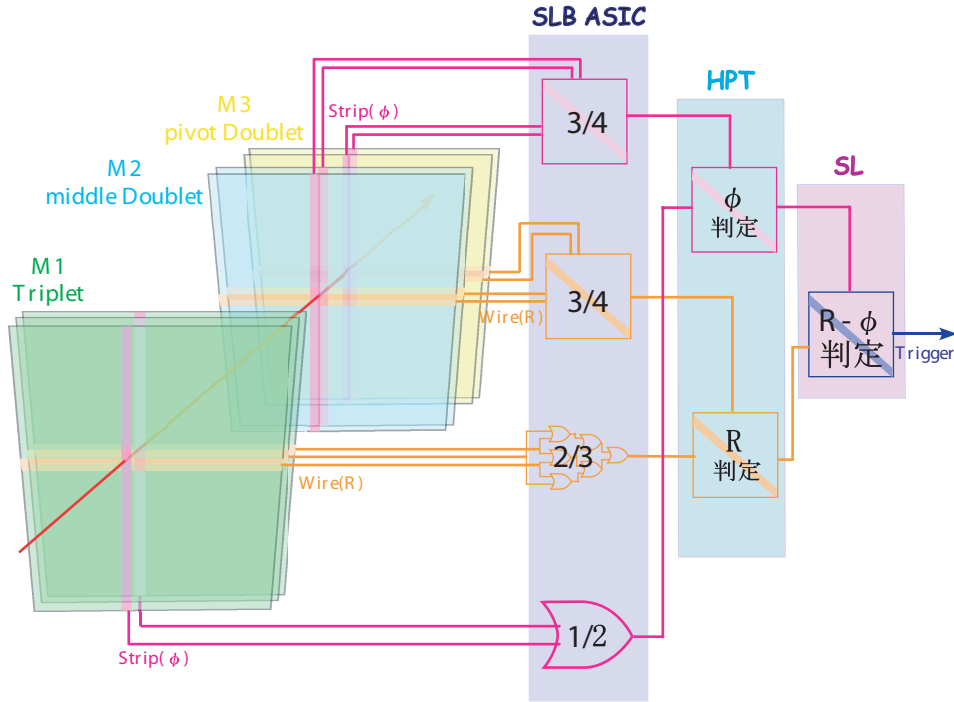 SLB ASIC
HPT
SL
M3
pivot Doublet
M2
middle Doublet
M1
Triplet
Strip(ϕ)
3/4
ϕ
判定
3/4
Wire(R)
R-ϕ
判定
Trigger
2/3
R
判定
Wire(R)
1/2
Strip(ϕ)